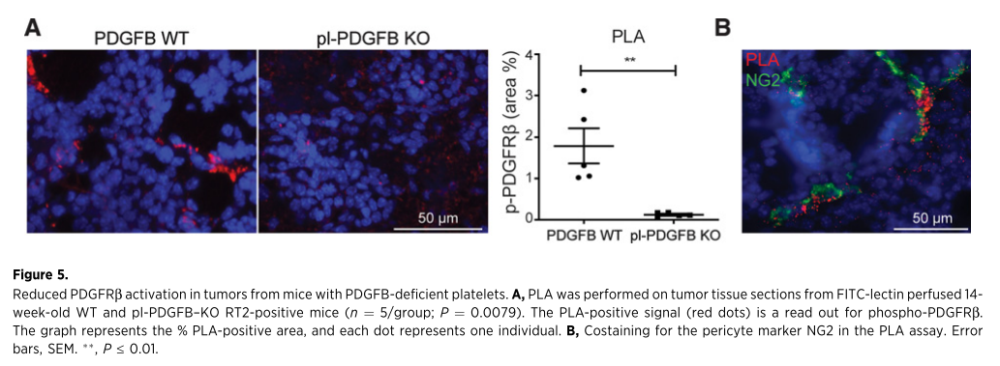 A
PDGFB WT
pl-PDGFB KO
50 µm
PLA
**
p-PDGFRβ (area %)
4
3
2
1
0
PDGFB WT
pl-PDGFB KO
B
PLA
NG2
50 µm
Figure 5.
Reduced PDGFRβ activation in tumors from mice with PDGFB-deficient platelets. A, PLA was performed on tumor tissue sections from FITC-lectin perfused 14-
week-old WT and pl-PDGFB–KO RT2-positive mice (n = 5/group; P = 0.0079). The PLA-positive signal (red dots) is a read out for phospho-PDGFRβ.
The graph represents the % PLA-positive area, and each dot represents one individual. B, Costaining for the pericyte marker NG2 in the PLA assay. Error
bars, SEM. **, P ≤ 0.01.